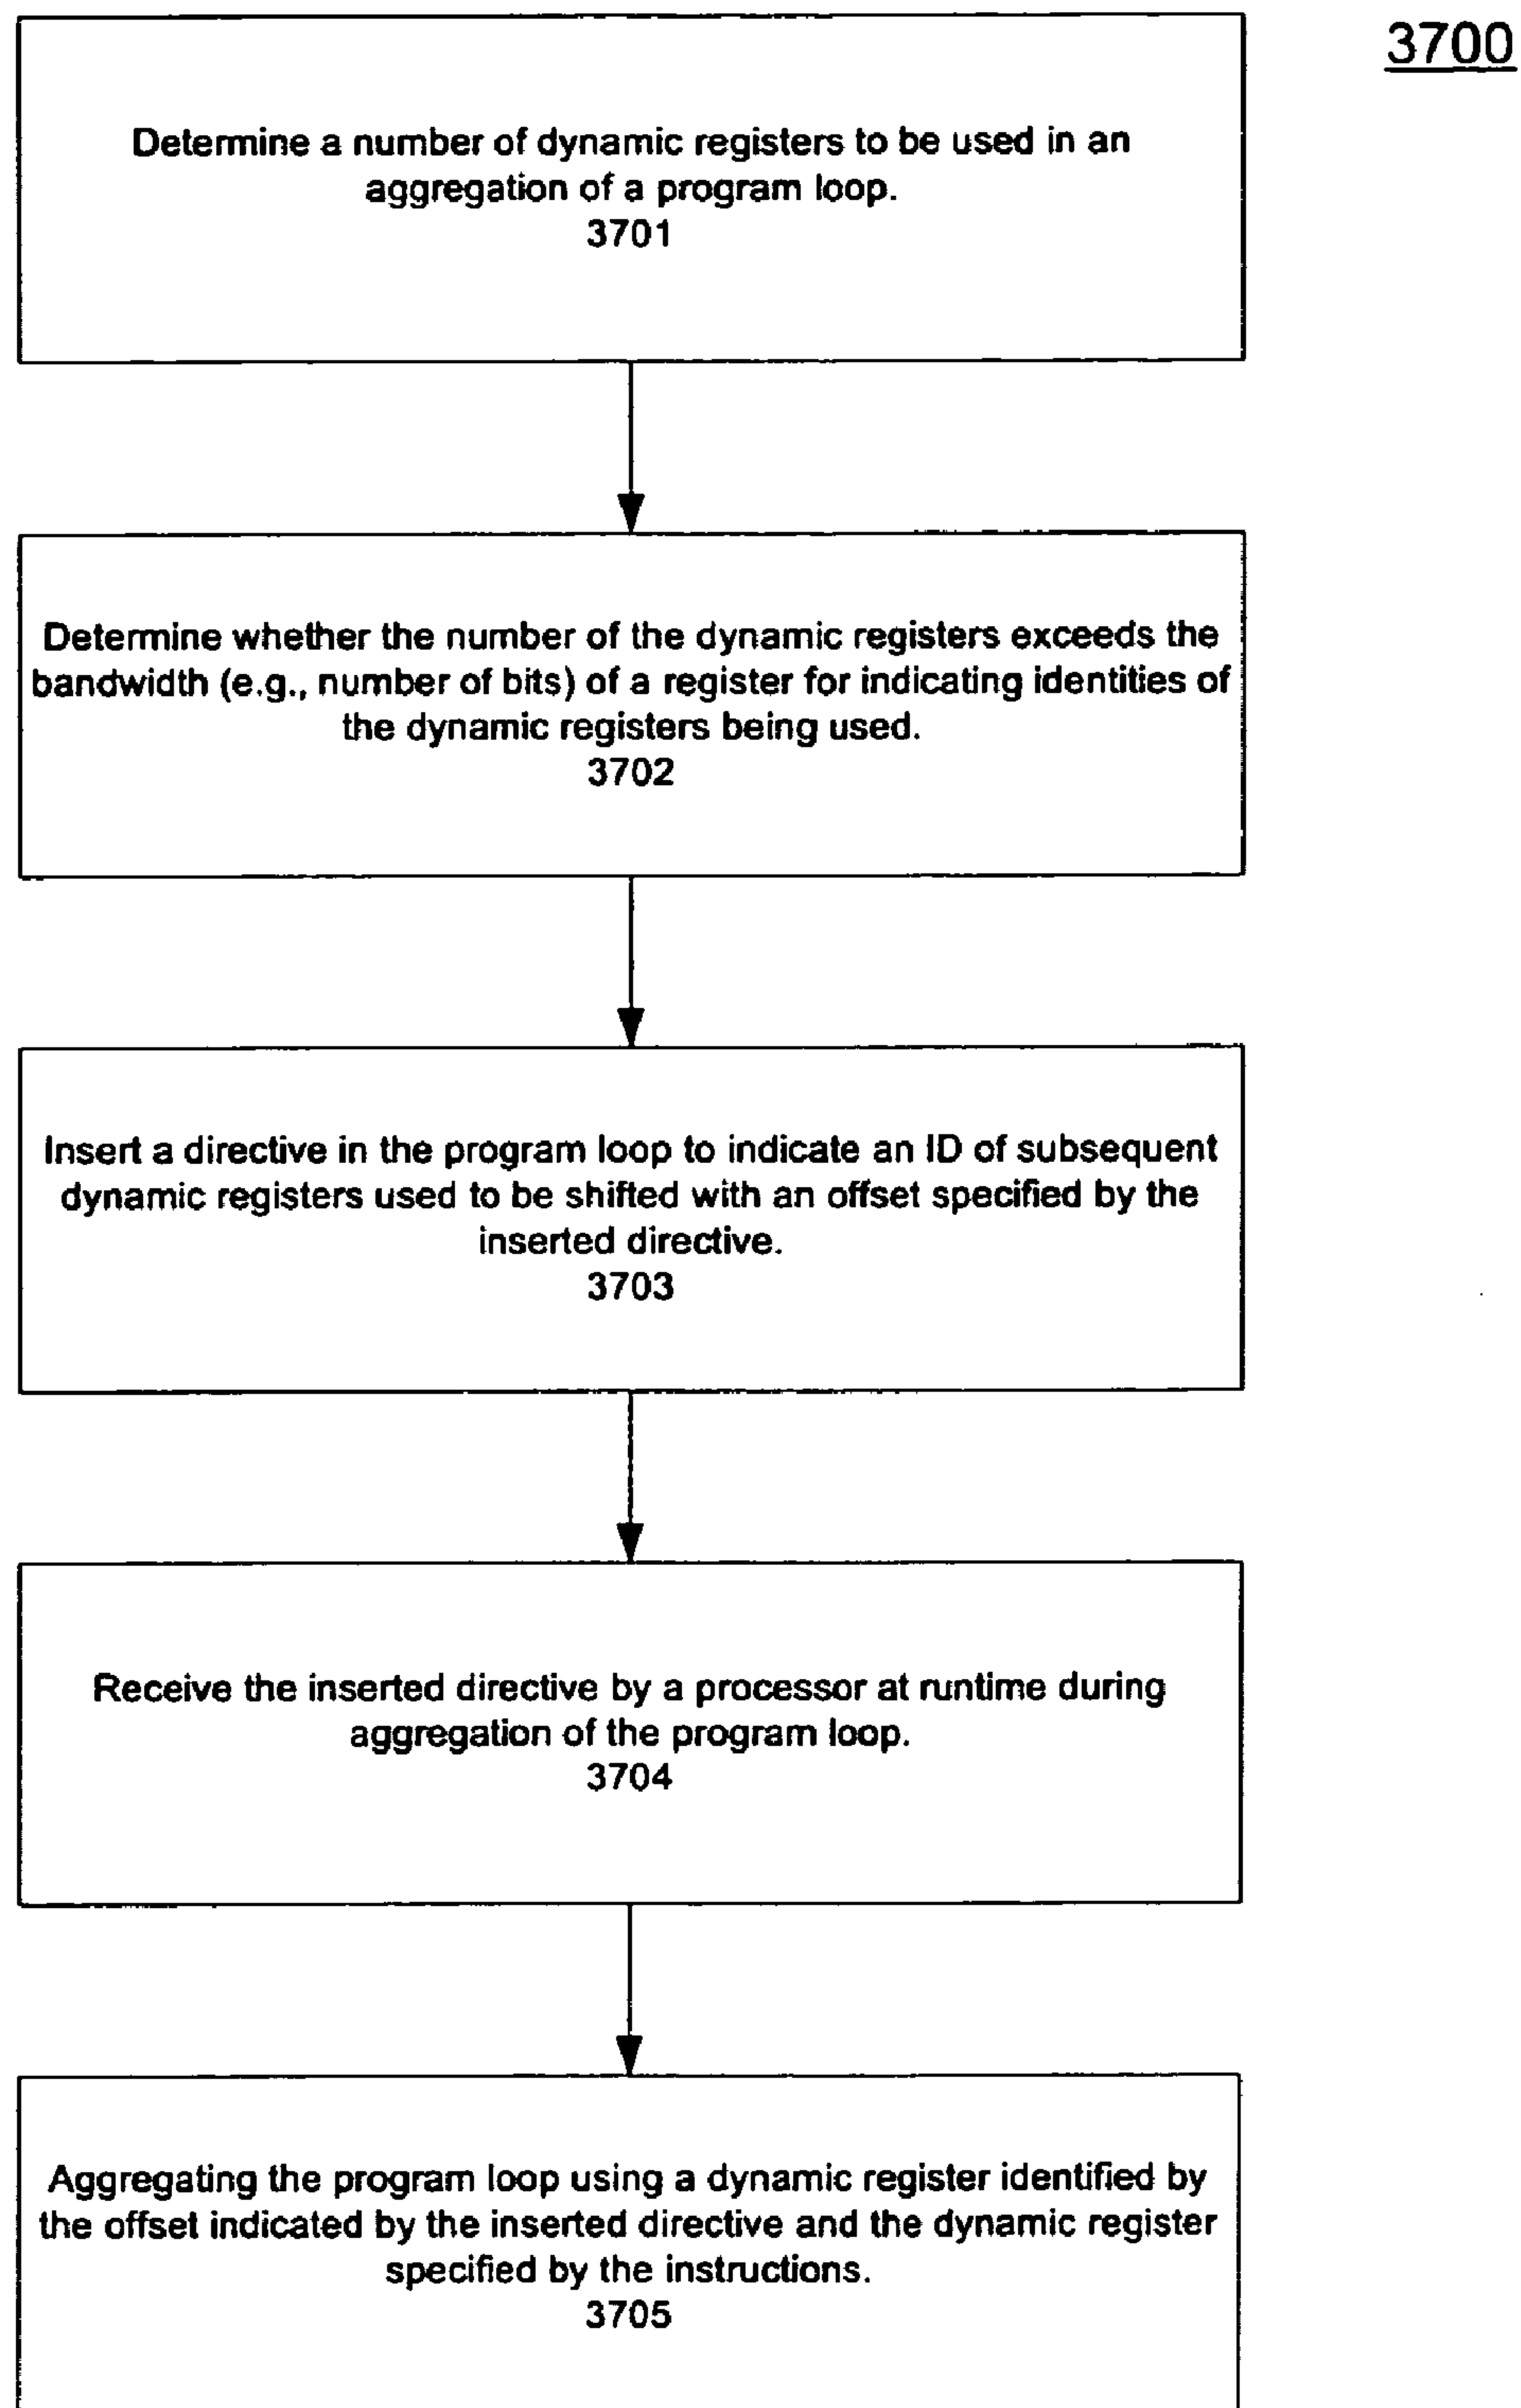 3700
Determine a number of dynamic registers to be used in an
aggregation of a program loop.
3701
Determine whether the number of the dynamic registers exceeds the
bandwidth (e.g., number of bits) of a register for indicating identities of
the dynamic registers being used.
3702
Insert a directive in the program loop to indicate an ID of subsequent
dynamic registers used to be shifted with an offset specified by the
inserted directive.
3703
Receive the inserted directive by a processor at runtime during
aggregation of the program loop.
3704
Aggregating the program loop using a dynamic register identified by
the offset indicated by the inserted directive and the dynamic register
specified by the instructions.
3705